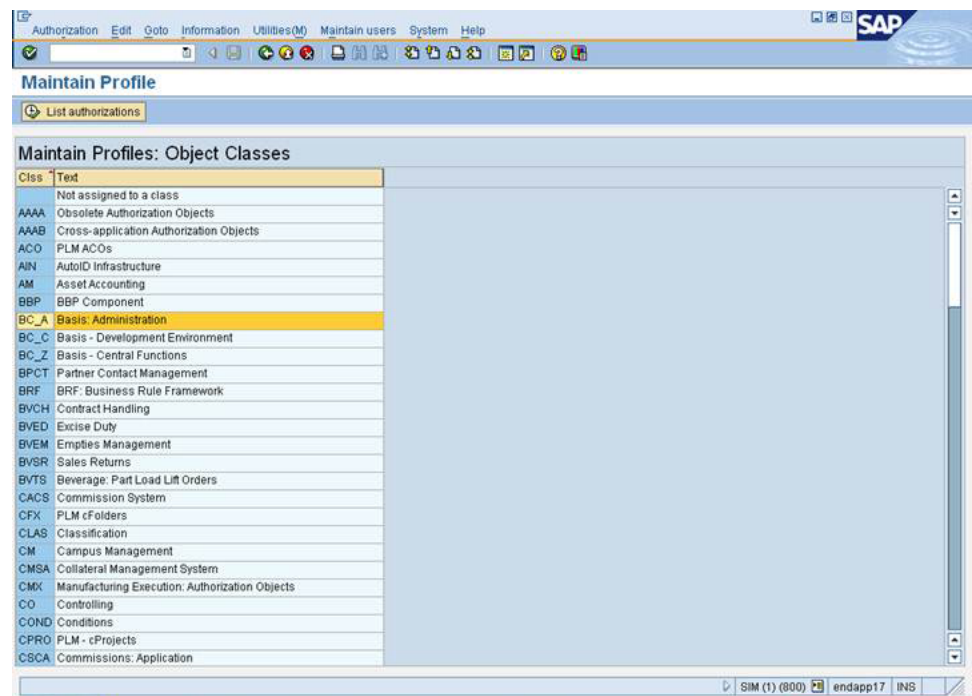 Authorization Edit Goto Information Utilities(M) Maintain users System Help
SAP
Maintain Profile
List authorizations
Maintain Profiles: Object Classes
Clss Text
Not assigned to a class
AAAA Obsolete Authorization Objects
AAAB Cross-application Authorization Objects
ACO PLM ACOs
AIN AutoID Infrastructure
AM Asset Accounting
BBP BBP Component
BC_A Basis: Administration
BC_C Basis - Development Environment
BC_Z Basis - Central Functions
BPCT Partner Contact Management
BRF BRF: Business Rule Framework
BVCH Contract Handling
BVED Excise Duty
BVEM Empties Management
BVSR Sales Returns
BVTS Beverage: Part Load Lift Orders
CACS Commission System
CFX PLM cFolders
CLAS Classification
CM Campus Management
CMSA Collateral Management System
CMX Manufacturing Execution: Authorization Objects
CO Controlling
COND Conditions
CPRO PLM - cProjects
CSCA Commissions: Application
SIM (1) (800) endapp17 INS